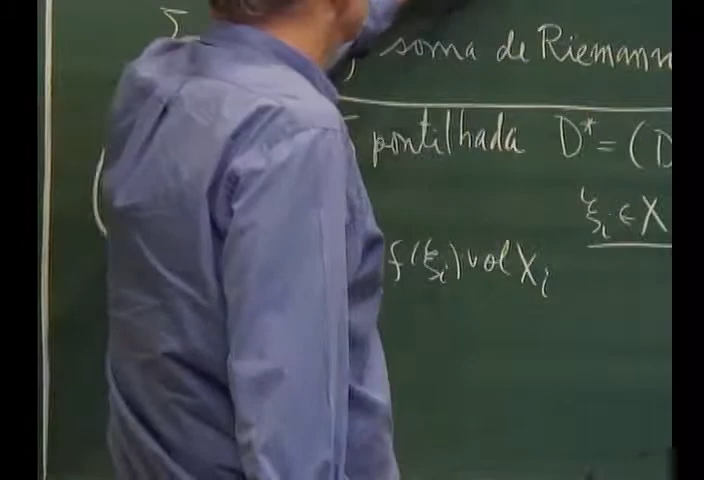 Σ , soma de Riemann
pontilhada D* = (D
ξi ∈ X
f(ξi) vol Xi